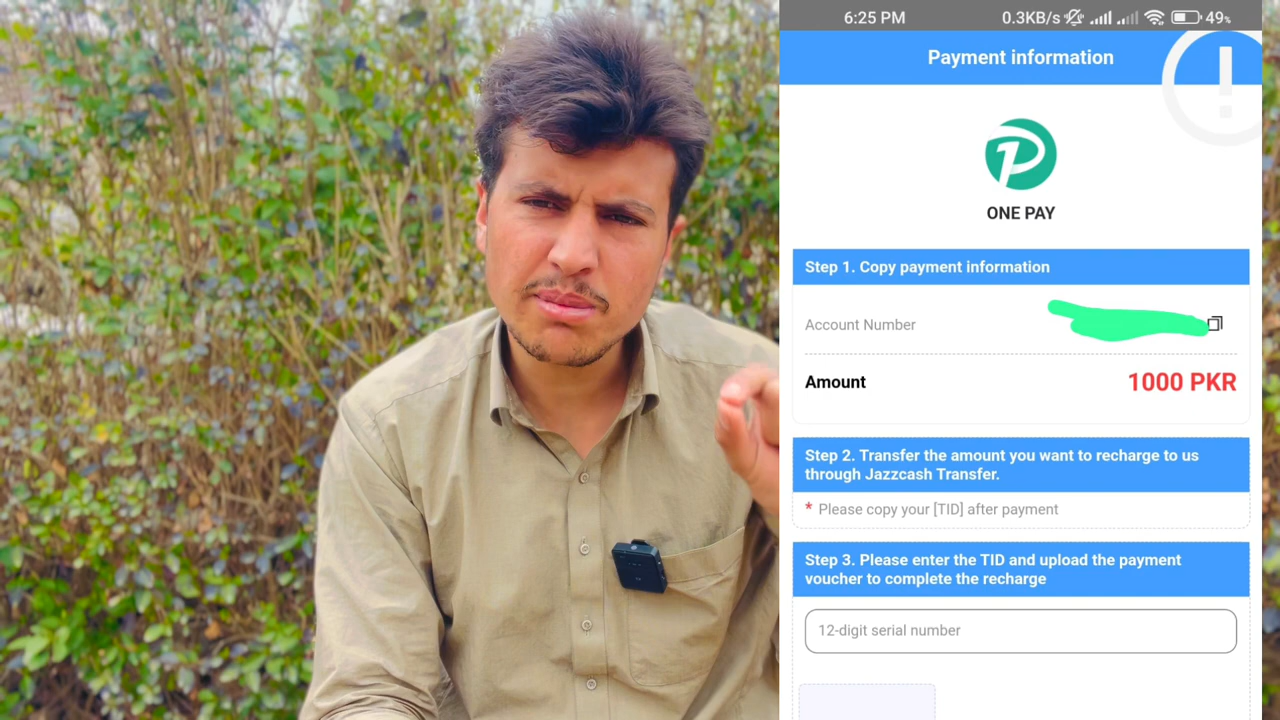 6:25 PM
0.3KB/s
49%
Payment information
ONE PAY
Step 1. Copy payment information
Account Number
Amount
1000 PKR
Step 2. Transfer the amount you want to recharge to us
through Jazzcash Transfer.
* Please copy your [TID] after payment
Step 3. Please enter the TID and upload the payment
voucher to complete the recharge
12-digit serial number